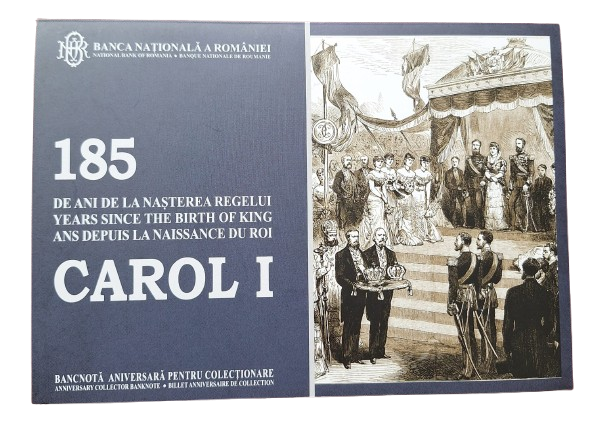 BANCA NAȚIONALĂ A ROMÂNIEI
NATIONAL BANK OF ROMANIA • BANQUE NATIONALE DE ROUMANIE
185
DE ANI DE LA NAȘTEREA REGELUI
YEARS SINCE THE BIRTH OF KING
ANS DEPUIS LA NAISSANCE DU ROI
CAROL I
BANCNOTĂ ANIVERSARĂ PENTRU COLECȚIONARE
ANNIVERSARY COLLECTOR BANKNOTE • BILLET ANNIVERSAIRE DE COLLECTION